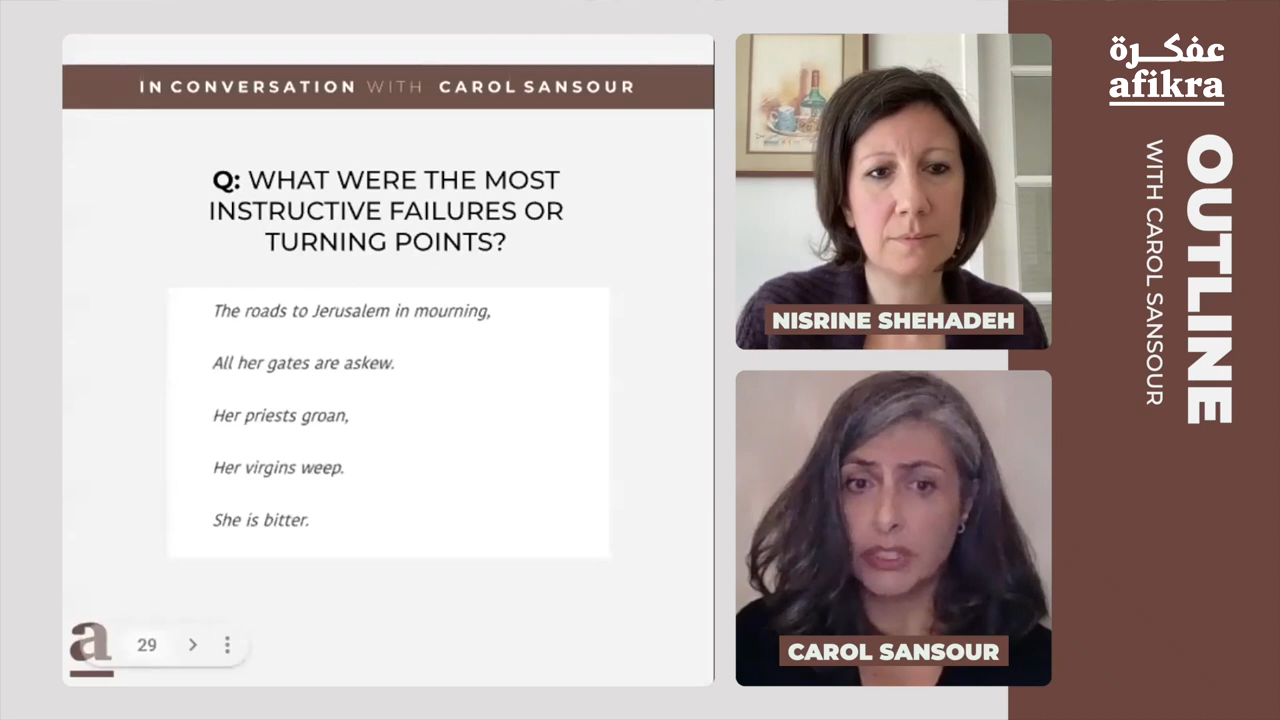 IN CONVERSATION WITH CAROL SANSOUR
Q: WHAT WERE THE MOST
INSTRUCTIVE FAILURES OR
TURNING POINTS?
The roads to Jerusalem in mourning,
All her gates are askew.
Her priests groan,
Her virgins weep.
She is bitter.
a
29
NISRINE SHEHADEH
CAROL SANSOUR
عفكرة
afikra
OUTLINE
WITH CAROL SANSOUR